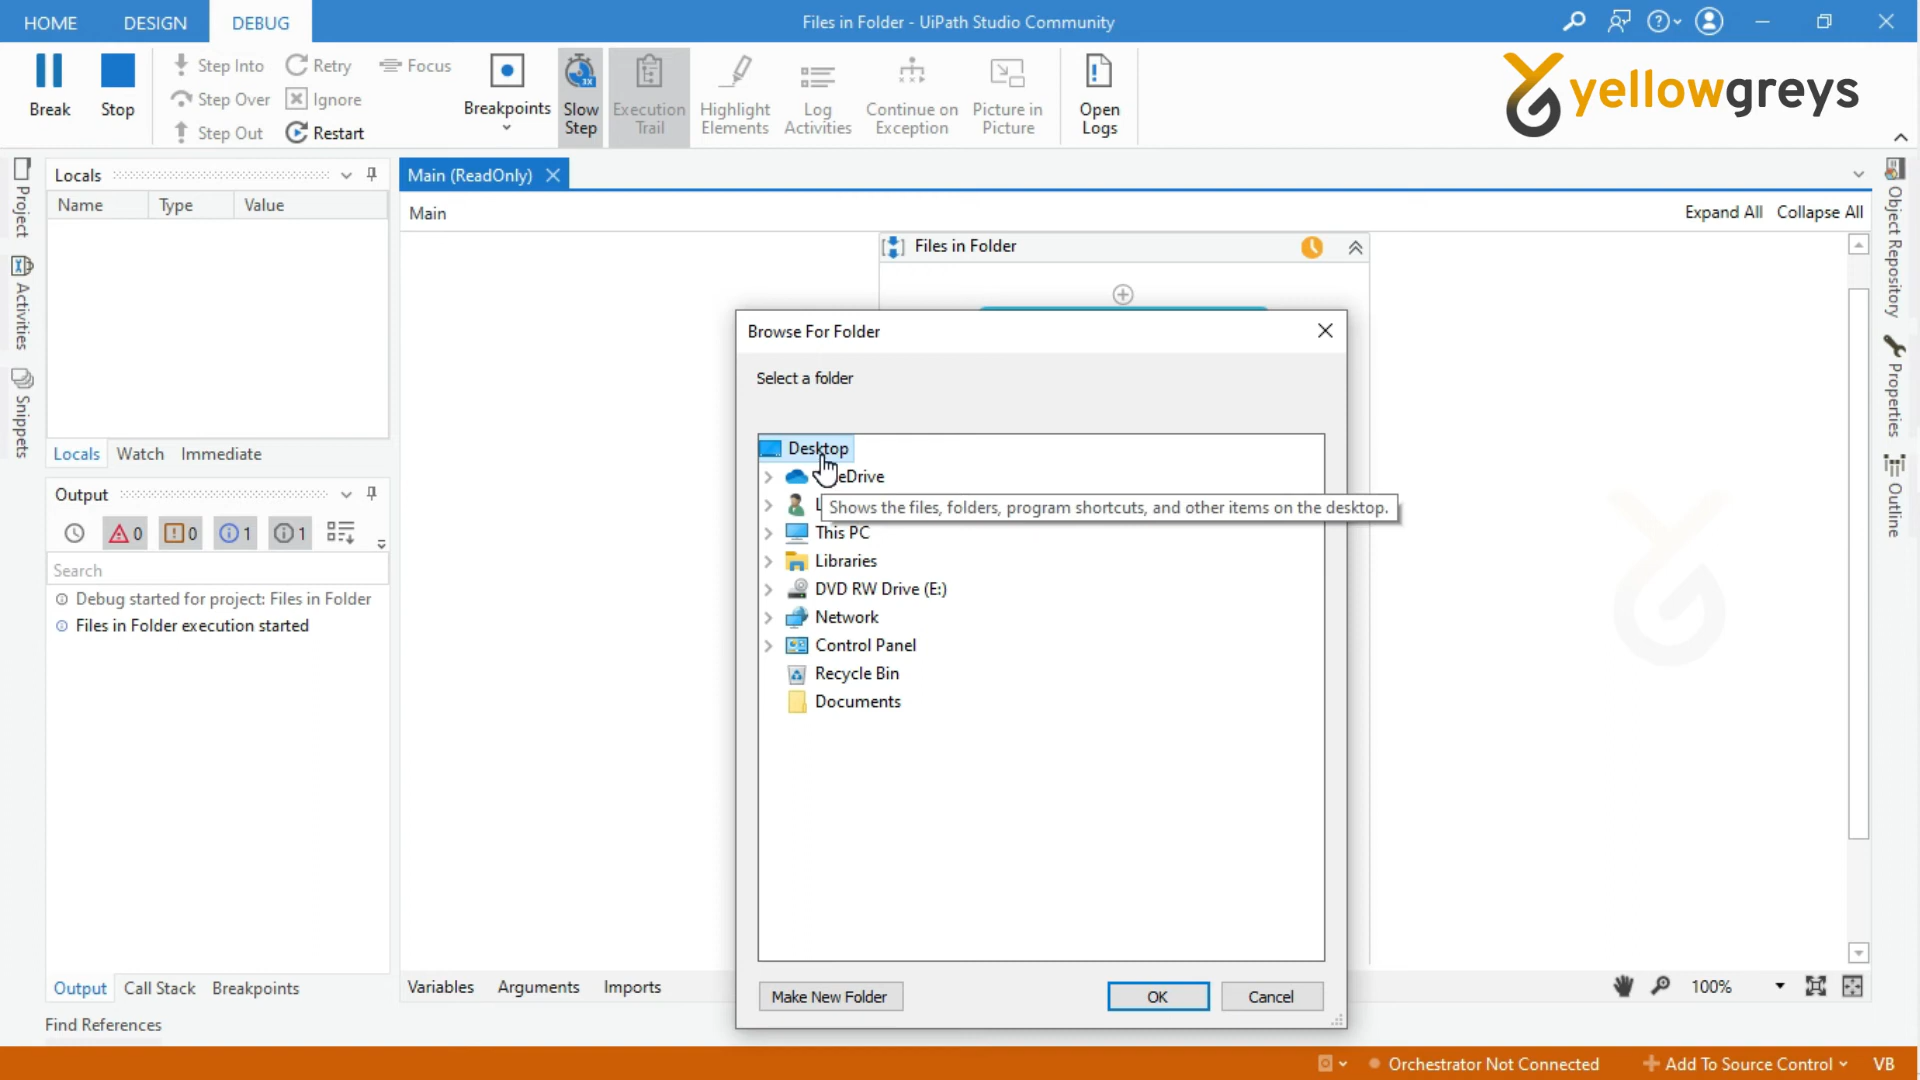 HOME DESIGN DEBUG
Files in Folder - UiPath Studio Community
Break
Stop
Step Into
Step Over
Step Out
Retry
Ignore
Restart
Focus
Breakpoints
Slow Step
Execution Trail
Highlight Elements
Log Activities
Continue on Exception
Picture in Picture
Open Logs
yellowgreys
Project
Activities
Snippets
Locals
Name Type Value
Locals Watch Immediate
Output
0 0 1 1
Search
Debug started for project: Files in Folder
Files in Folder execution started
Output Call Stack Breakpoints
Find References
Main (ReadOnly)
Main
Expand All Collapse All
Files in Folder
Browse For Folder
Select a folder
Desktop
eDrive
L
Shows the files, folders, program shortcuts, and other items on the desktop.
This PC
Libraries
DVD RW Drive (E:)
Network
Control Panel
Recycle Bin
Documents
Make New Folder OK Cancel
Variables Arguments Imports
100%
Object Repository
Properties
Outline
Orchestrator Not Connected
Add To Source Control
VB